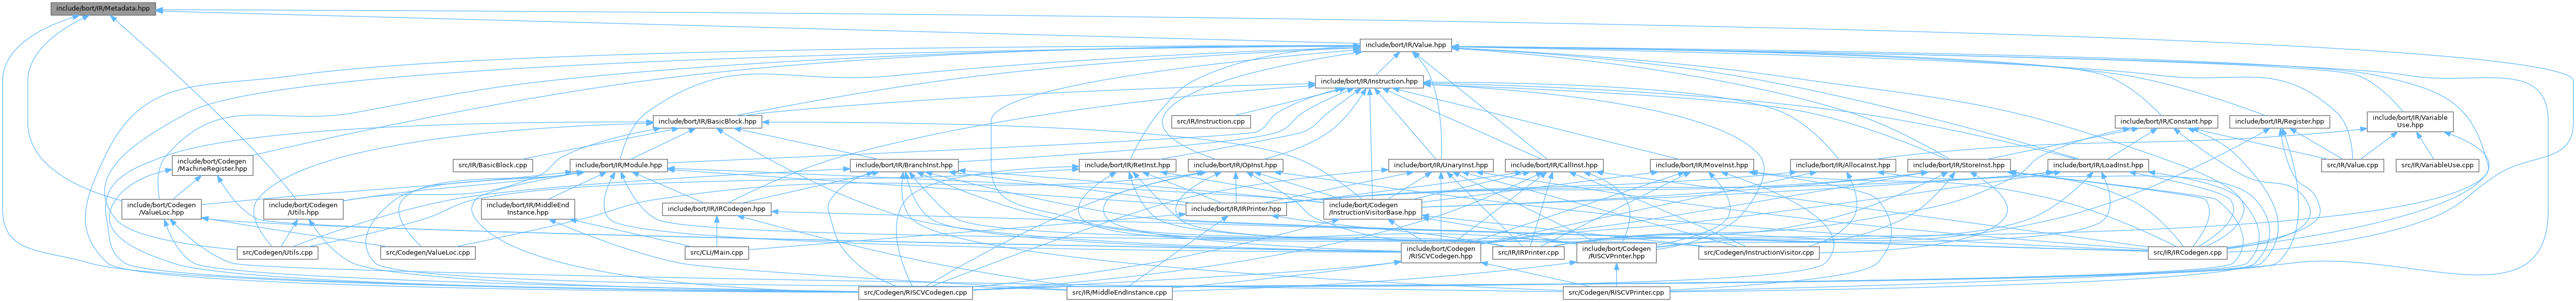 include/bort/IR/Metadata.hpp
include/bort/IR/Value.hpp
include/bort/IR/Instruction.hpp
include/bort/IR/BasicBlock.hpp
src/IR/Instruction.cpp
include/bort/IR/Constant.hpp
include/bort/IR/Register.hpp
include/bort/IR/Variable
Use.hpp
include/bort/Codegen
/MachineRegister.hpp
src/IR/BasicBlock.cpp
include/bort/IR/Module.hpp
include/bort/IR/BranchInst.hpp
include/bort/IR/RetInst.hpp
include/bort/IR/OpInst.hpp
include/bort/IR/UnaryInst.hpp
include/bort/IR/CallInst.hpp
include/bort/IR/MoveInst.hpp
include/bort/IR/AllocaInst.hpp
include/bort/IR/StoreInst.hpp
include/bort/IR/LoadInst.hpp
src/IR/Value.cpp
src/IR/VariableUse.cpp
include/bort/Codegen
/ValueLoc.hpp
include/bort/Codegen
/Utils.hpp
include/bort/IR/MiddleEnd
Instance.hpp
include/bort/IR/IRCodegen.hpp
include/bort/IR/IRPrinter.hpp
include/bort/Codegen
/InstructionVisitorBase.hpp
src/Codegen/Utils.cpp
src/Codegen/ValueLoc.cpp
src/CLI/Main.cpp
include/bort/Codegen
/RISCVCodegen.hpp
src/IR/IRPrinter.cpp
include/bort/Codegen
/RISCVPrinter.hpp
src/Codegen/InstructionVisitor.cpp
src/IR/IRCodegen.cpp
src/Codegen/RISCVCodegen.cpp
src/IR/MiddleEndInstance.cpp
src/Codegen/RISCVPrinter.cpp